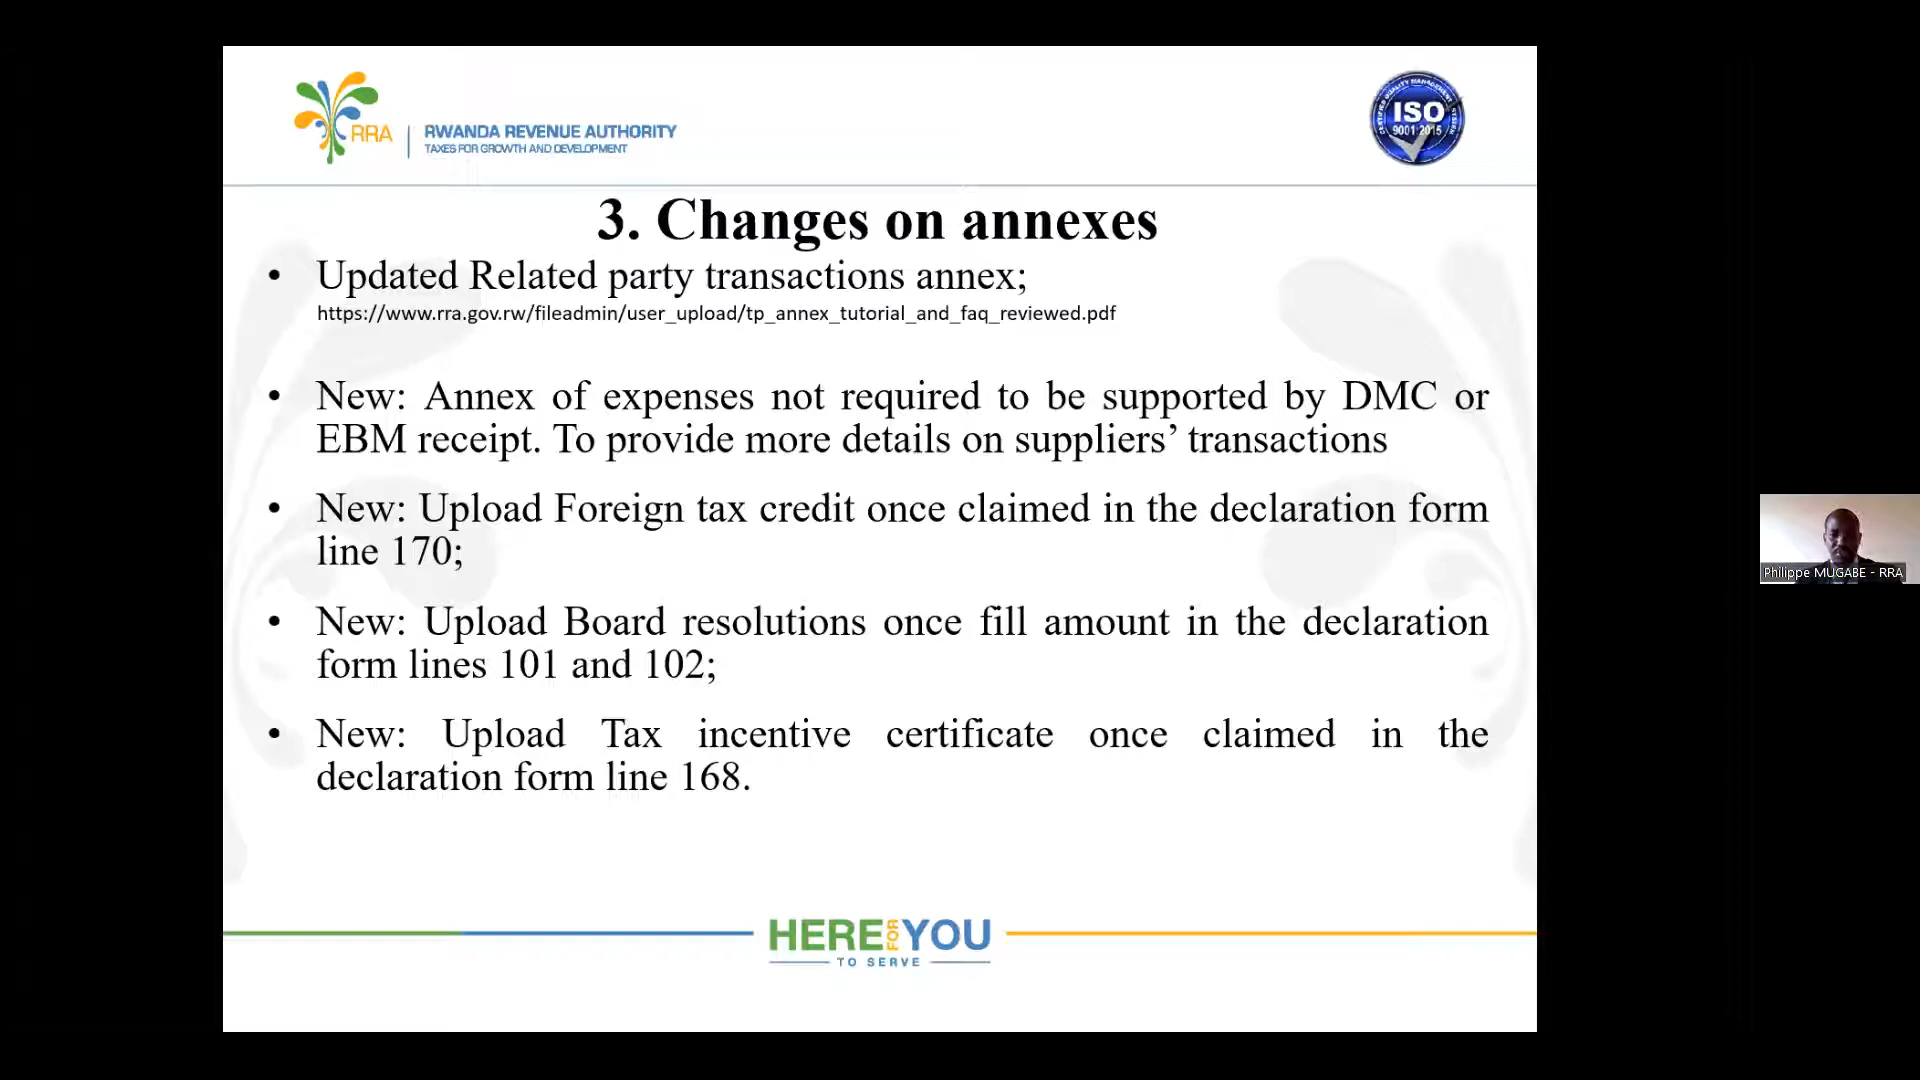 RRA
RWANDA REVENUE AUTHORITY
TAXES FOR GROWTH AND DEVELOPMENT
CERTIFIED QUALITY MANAGEMENT SYSTEM
ISO
9001:2015
3. Changes on annexes
• Updated Related party transactions annex;
https://www.rra.gov.rw/fileadmin/user_upload/tp_annex_tutorial_and_faq_reviewed.pdf
• New: Annex of expenses not required to be supported by DMC or
EBM receipt. To provide more details on suppliers’ transactions
• New: Upload Foreign tax credit once claimed in the declaration form
line 170;
• New: Upload Board resolutions once fill amount in the declaration
form lines 101 and 102;
• New: Upload Tax incentive certificate once claimed in the
declaration form line 168.
HERE FOR YOU
TO SERVE
Philippe MUGABE - RRA